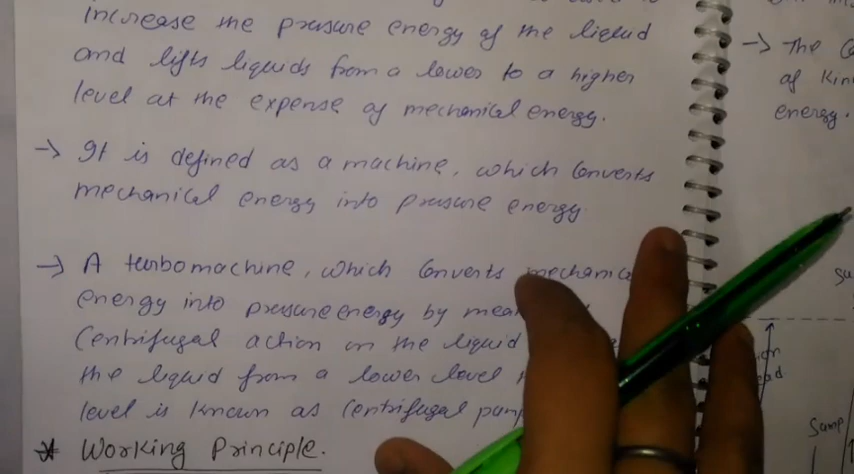 increase the pressure energy of the liquid
and lifts liquids from a lower to a higher
level at the expense of mechanical energy.
→ It is defined as a machine, which converts
mechanical energy into pressure energy
→ A turbomachine, which converts mechanica
energy into pressure energy by mea
Centrifugal action on the liquid
the liquid from a lower level
level is known as Centrifugal pump
* Working Principle.
→ The
of Kin
energy.
Sump